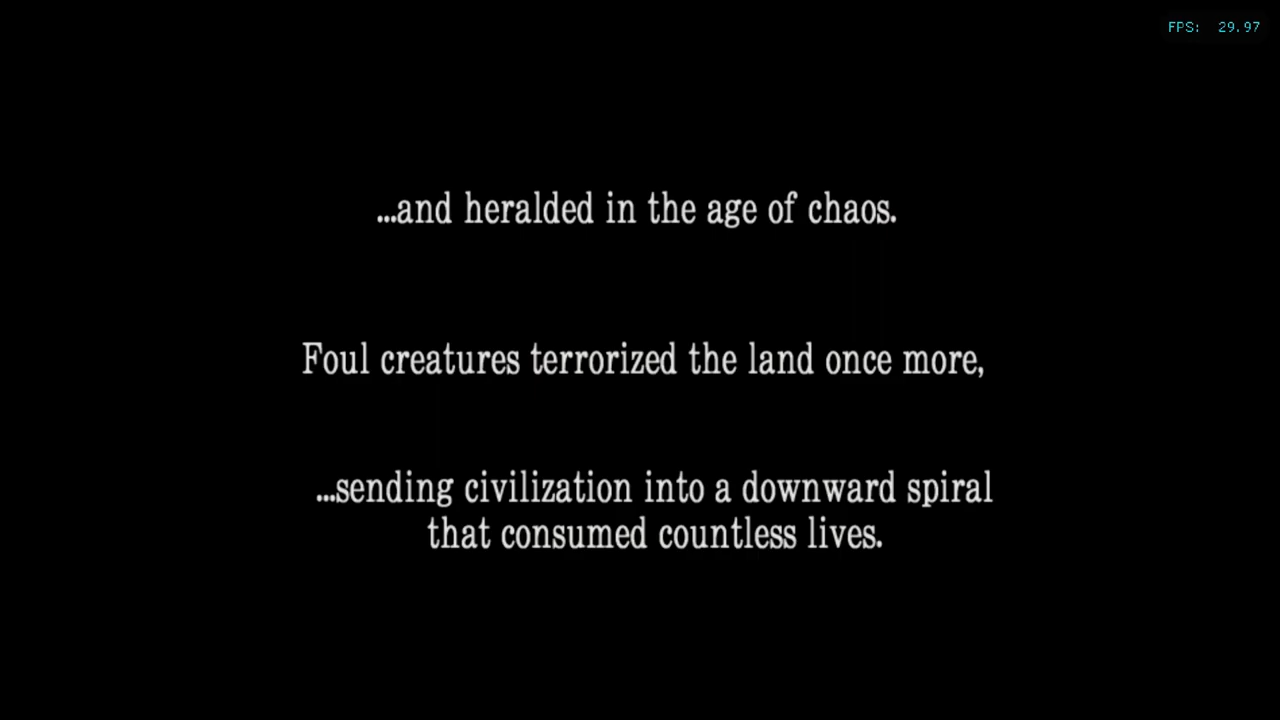 FPS: 29.97
...and heralded in the age of chaos.
Foul creatures terrorized the land once more,
...sending civilization into a downward spiral
that consumed countless lives.